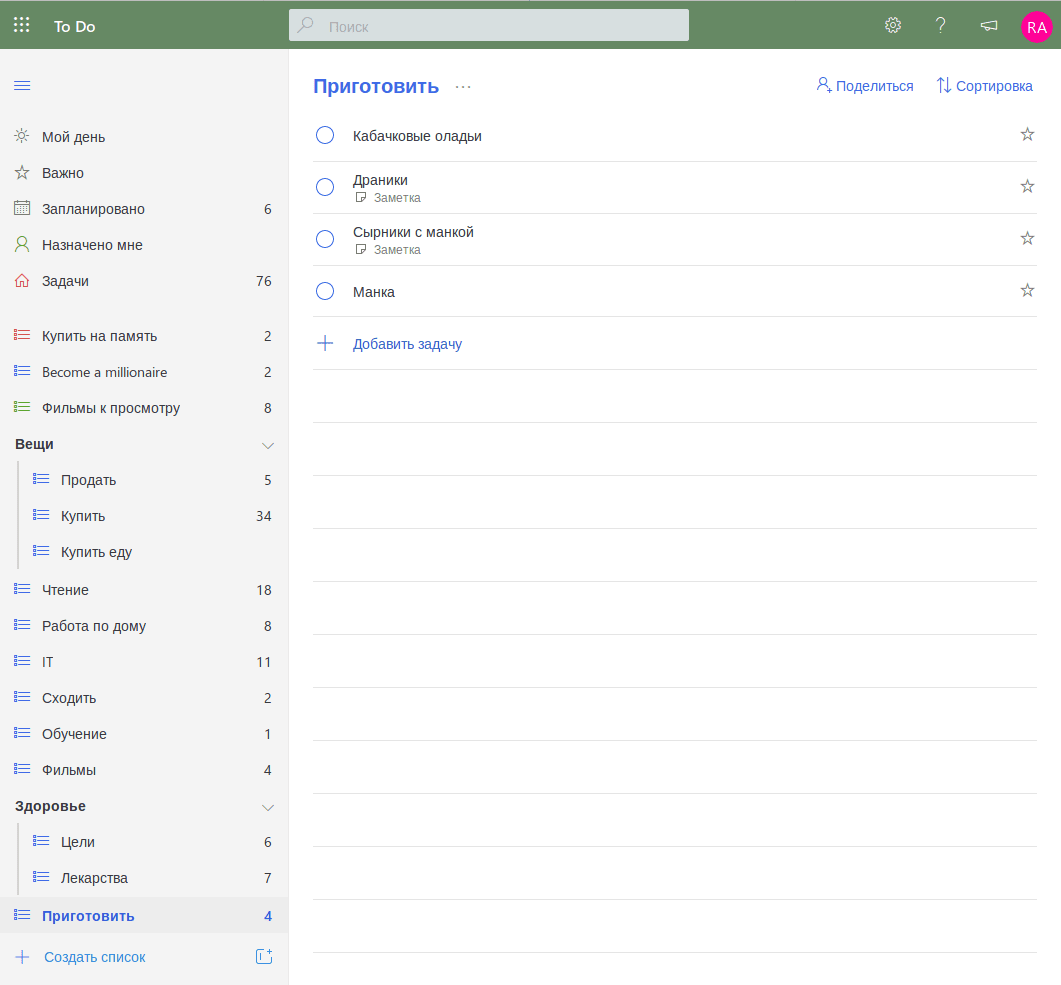 To Do
Поиск
?
RA
Мой день
Важно
Запланировано 6
Назначено мне
Задачи 76
Купить на память 2
Become a millionaire 2
Фильмы к просмотру 8
Вещи
Продать 5
Купить 34
Купить еду
Чтение 18
Работа по дому 8
IT 11
Сходить 2
Обучение 1
Фильмы 4
Здоровье
Цели 6
Лекарства 7
Приготовить 4
Создать список
Приготовить ...
Поделиться
Сортировка
Кабачковые оладьи
Драники
Заметка
Сырники с манкой
Заметка
Манка
Добавить задачу